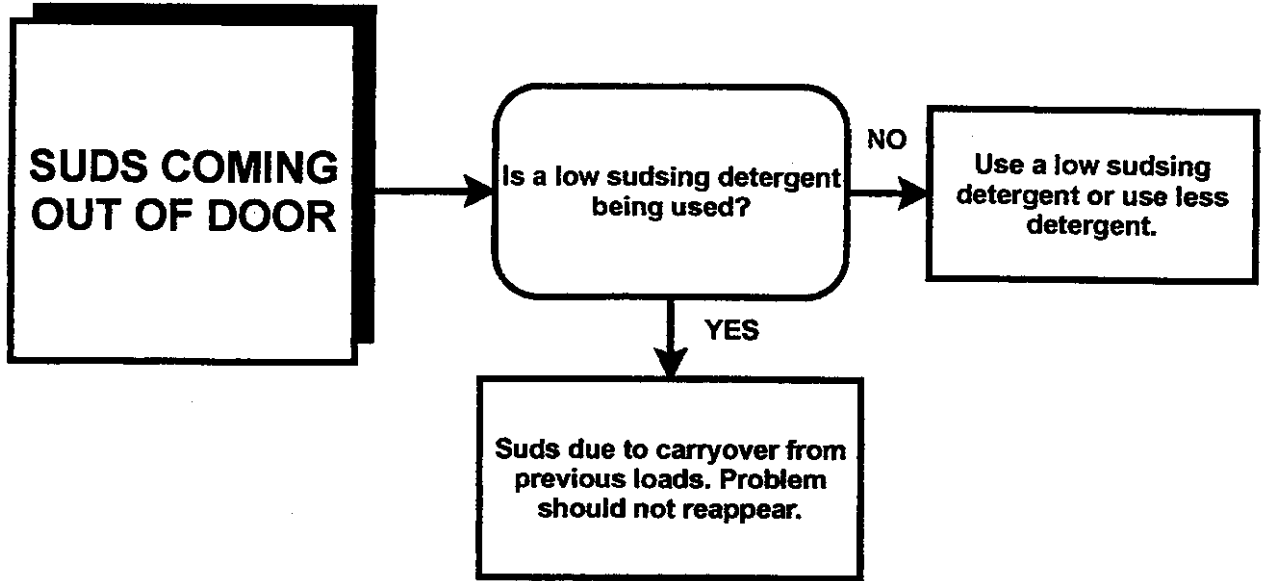 SUDS COMING
OUT OF DOOR
Is a low sudsing detergent
being used?
NO
Use a low sudsing
detergent or use less
detergent.
YES
Suds due to carryover from
previous loads. Problem
should not reappear.